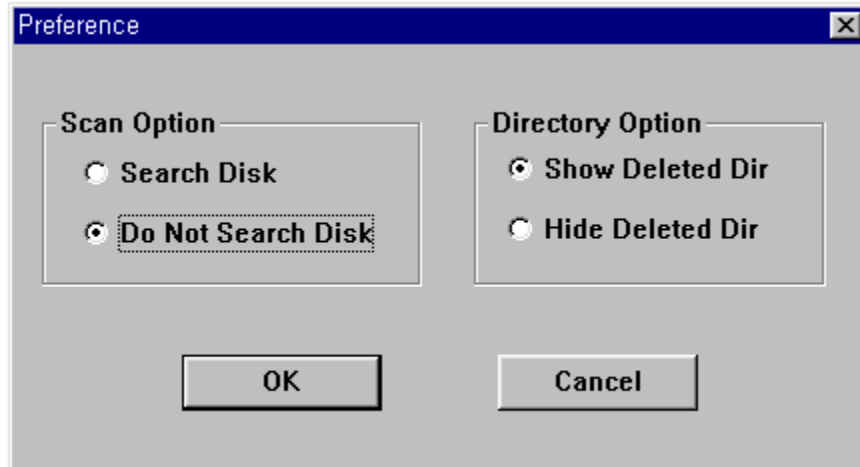 Preference
Scan Option
Search Disk
Do Not Search Disk
Directory Option
Show Deleted Dir
Hide Deleted Dir
OK
Cancel